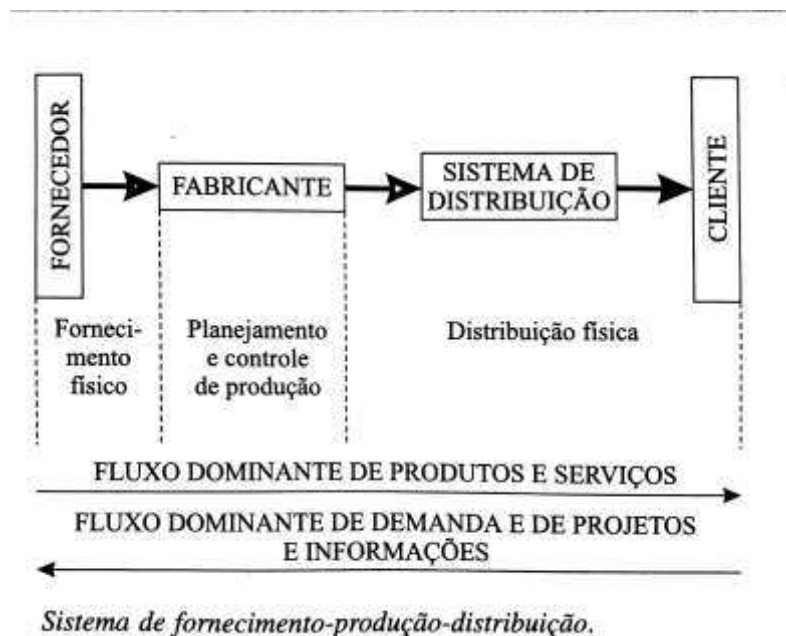 FORNECEDOR
FABRICANTE
SISTEMA DE
DISTRIBUIÇÃO
CLIENTE
Forneci-
mento
físico
Planejamento
e controle
de produção
Distribuição física
FLUXO DOMINANTE DE PRODUTOS E SERVIÇOS
FLUXO DOMINANTE DE DEMANDA E DE PROJETOS
E INFORMAÇÕES
Sistema de fornecimento-produção-distribuição.